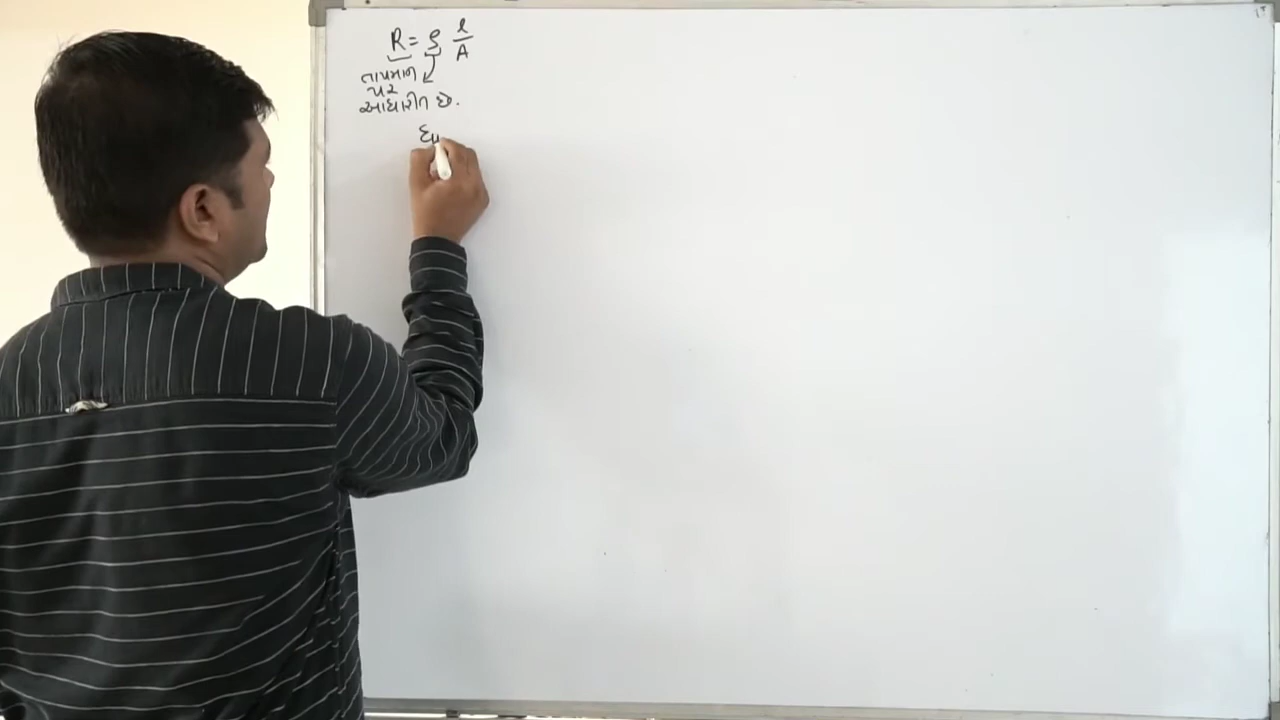 R = ρ l/A
તાપમાન
પર
આધારીત છે.